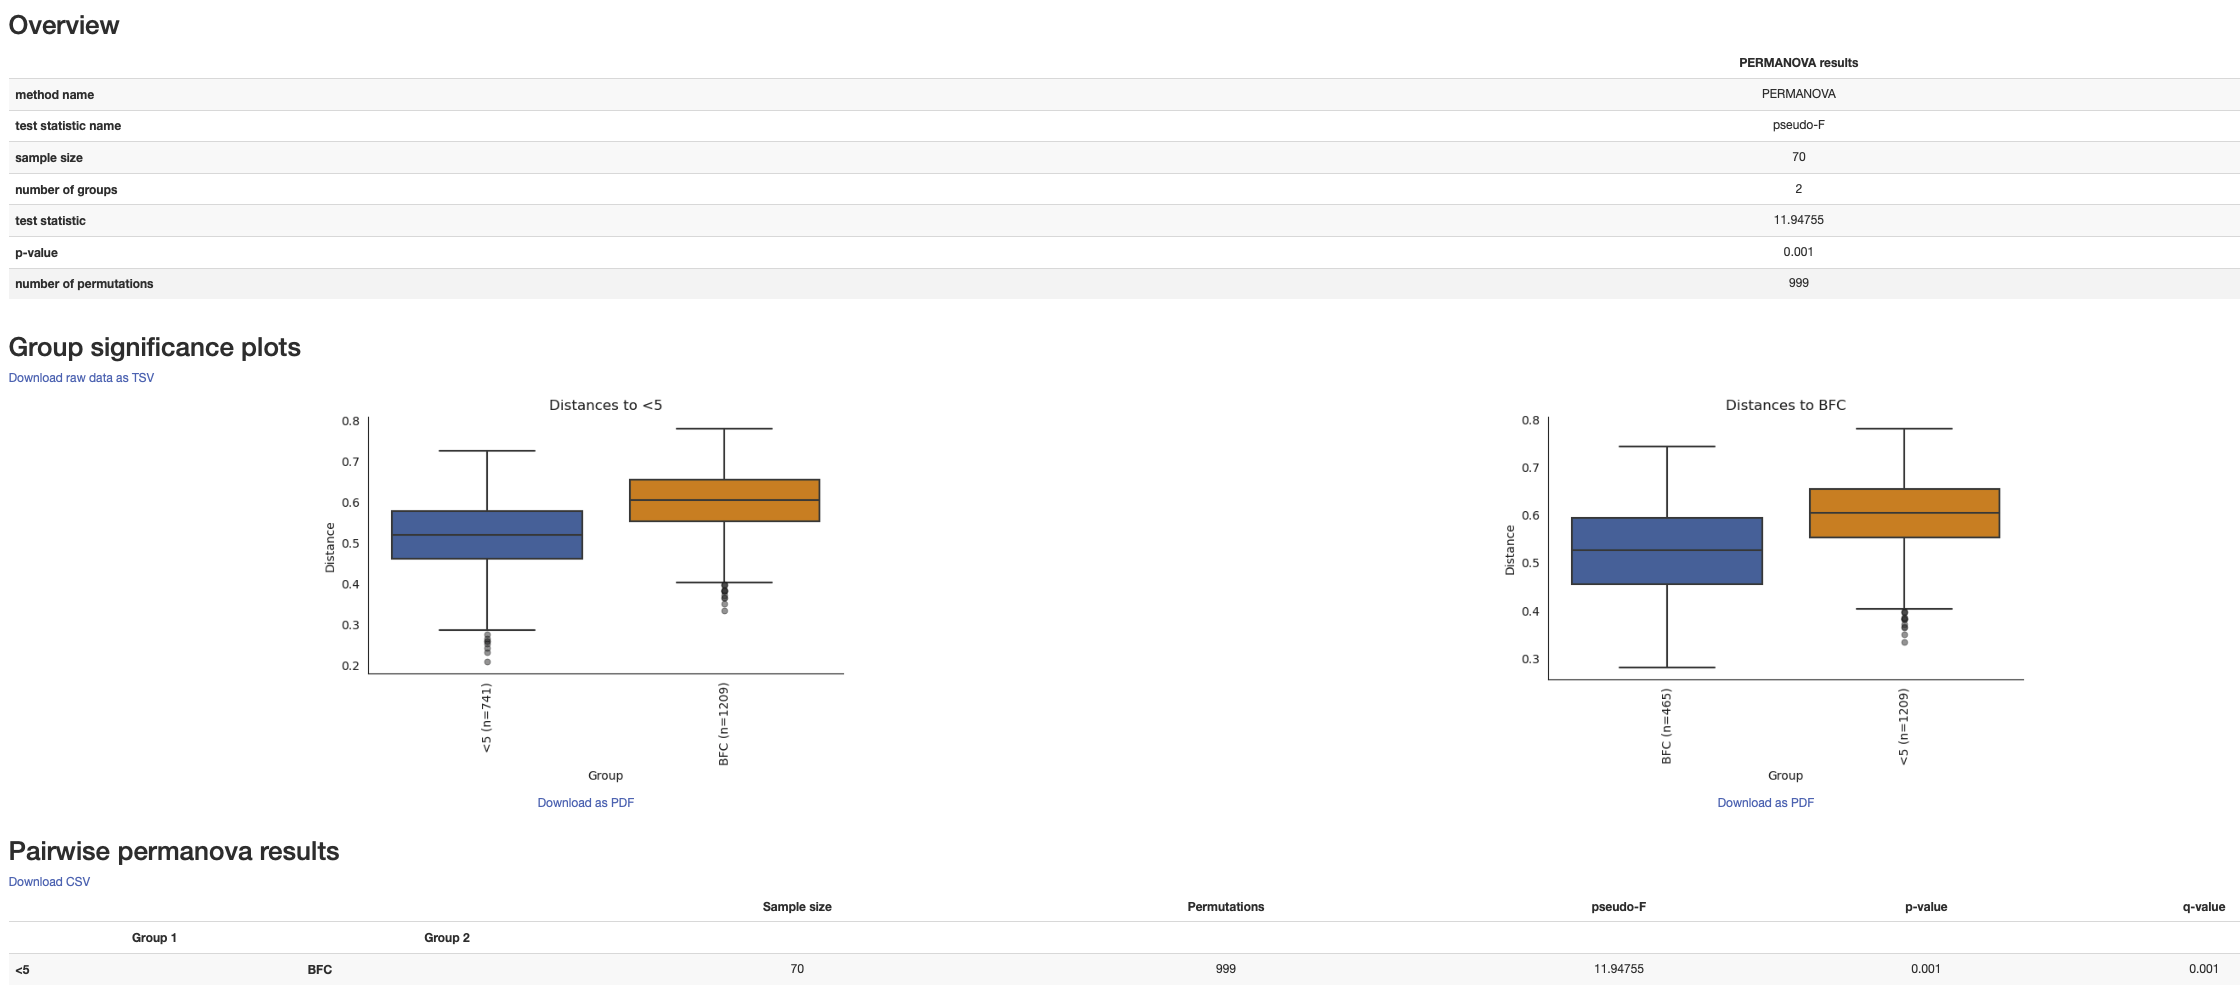 Overview
PERMANOVA results
method name PERMANOVA
test statistic name pseudo-F
sample size 70
number of groups 2
test statistic 11.94755
p-value 0.001
number of permutations 999
Group significance plots
Download raw data as TSV
Distances to <5
0.8
0.7
0.6
0.5
0.4
0.3
0.2
Distance
<5 (n=741)
BFC (n=1209)
Group
Download as PDF
Distances to BFC
0.8
0.7
0.6
0.5
0.4
0.3
Distance
BFC (n=465)
<5 (n=1209)
Group
Download as PDF
Pairwise permanova results
Download CSV
Sample size Permutations pseudo-F p-value q-value
Group 1 Group 2
<5 BFC 70 999 11.94755 0.001 0.001